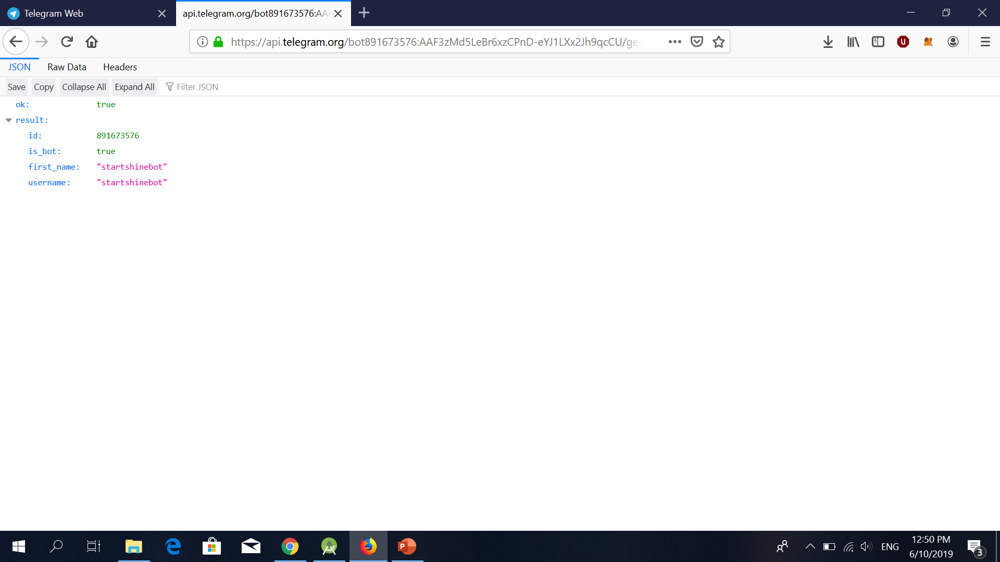 Telegram Web
api.telegram.org/bot891673576:AA
https://api.telegram.org/bot891673576:AAF3zMd5LeBr6xzCPnD-eYJ1LXx2Jh9qcCU/get
JSON Raw Data Headers
Save Copy Collapse All Expand All Filter JSON
ok: true
result:
id: 891673576
is_bot: true
first_name: "startshinebot"
username: "startshinebot"
ENG
12:50 PM
6/10/2019
3